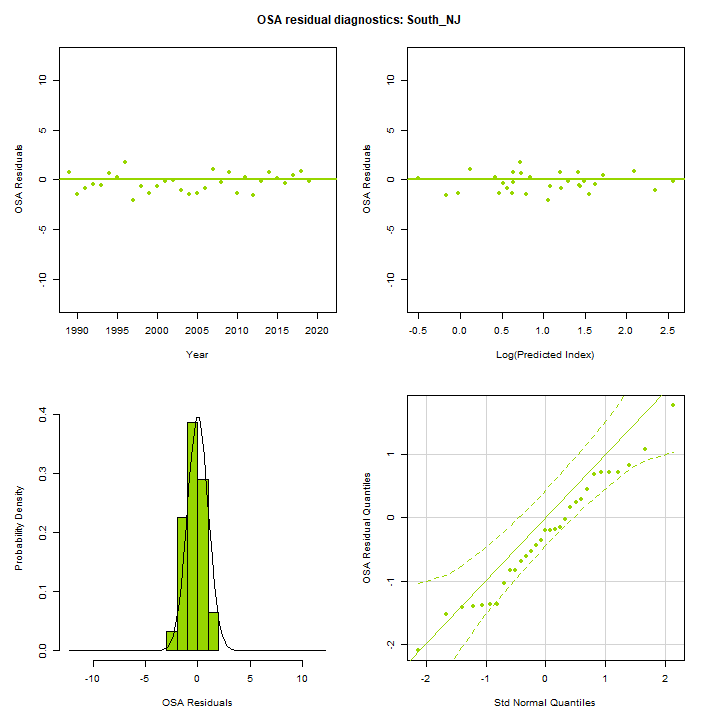 OSA residual diagnostics: South_NJ
OSA Residuals
10
5
0
-5
-10
1990 1995 2000 2005 2010 2015 2020
Year
OSA Residuals
10
5
0
-5
-10
-0.5 0.0 0.5 1.0 1.5 2.0 2.5
Log(Predicted Index)
Probability Density
0.4
0.3
0.2
0.1
0.0
-10 -5 0 5 10
OSA Residuals
OSA Residual Quantiles
1
0
-1
-2
-2 -1 0 1 2
Std Normal Quantiles